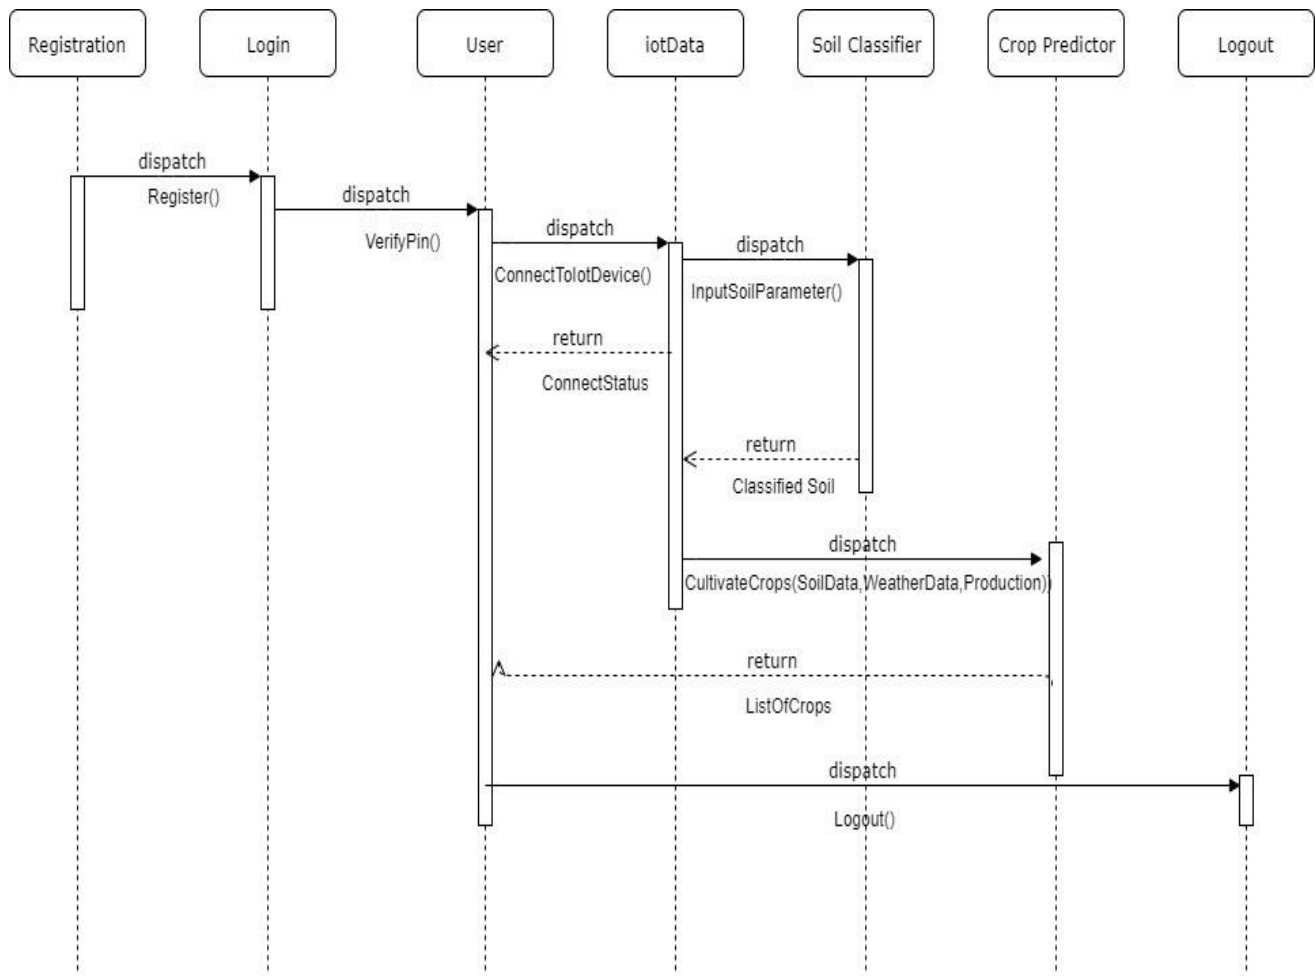 Registration
Login
User
iotData
Soil Classifier
Crop Predictor
Logout
dispatch
Register()
dispatch
VerifyPin()
dispatch
ConnectToIotDevice()
dispatch
InputSoilParameter()
return
ConnectStatus
return
Classified Soil
dispatch
CultivateCrops(SoilData,WeatherData,Production))
return
ListOfCrops
dispatch
Logout()